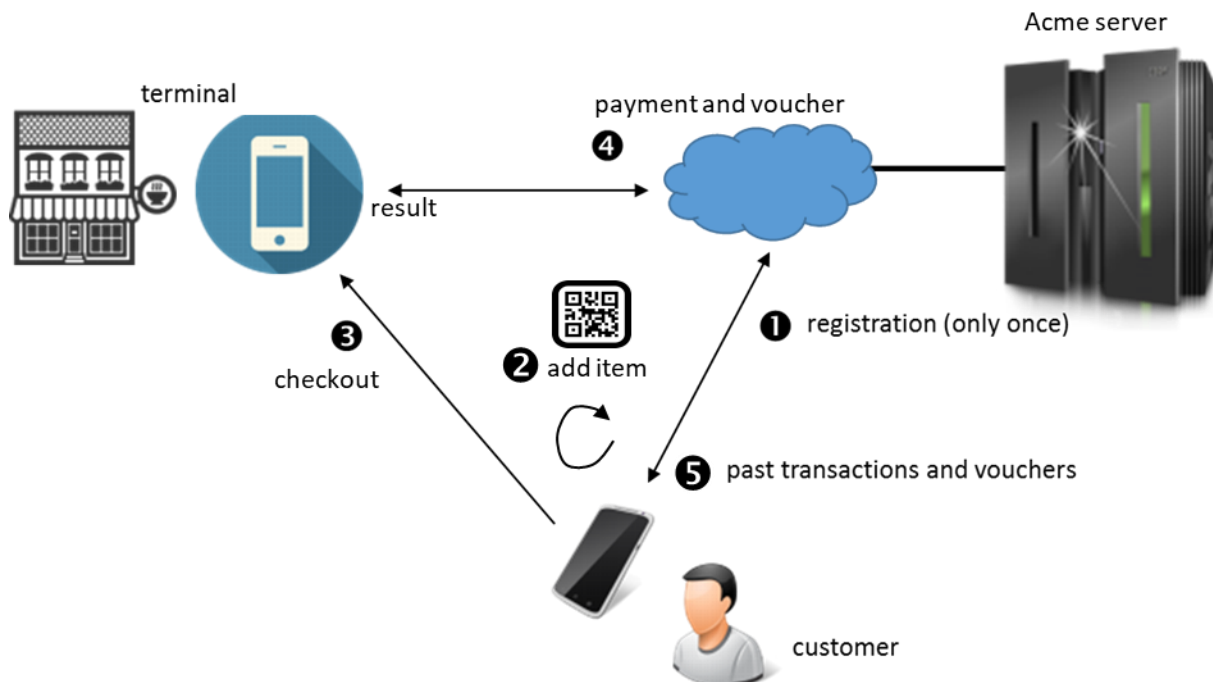 Acme server
terminal
payment and voucher
❹
result
❸
checkout
❷ add item
❶ registration (only once)
❺ past transactions and vouchers
customer